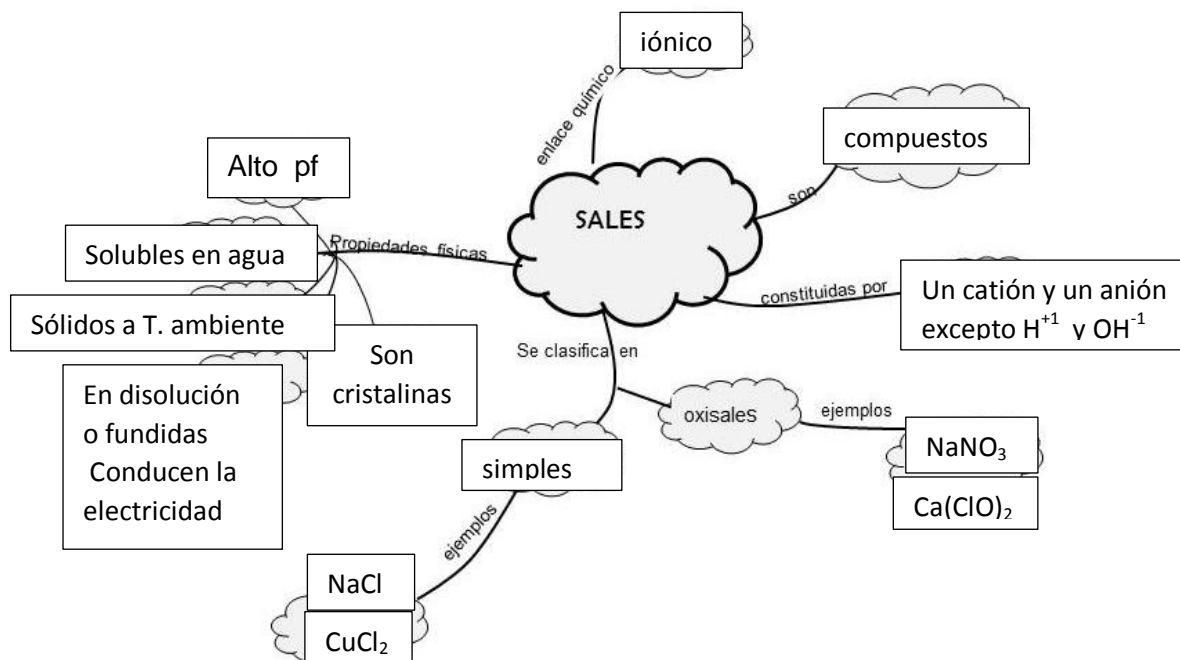 iónico
enlace químico
compuestos
son
Alto pf
SALES
Solubles en agua
Propiedades físicas
constituidas por
Un catión y un anión
excepto H⁺¹ y OH⁻¹
Sólidos a T. ambiente
Son
cristalinas
Se clasifica en
En disolución
o fundidas
Conducen la
electricidad
oxisales
ejemplos
NaNO₃
Ca(ClO)₂
simples
ejemplos
NaCl
CuCl₂